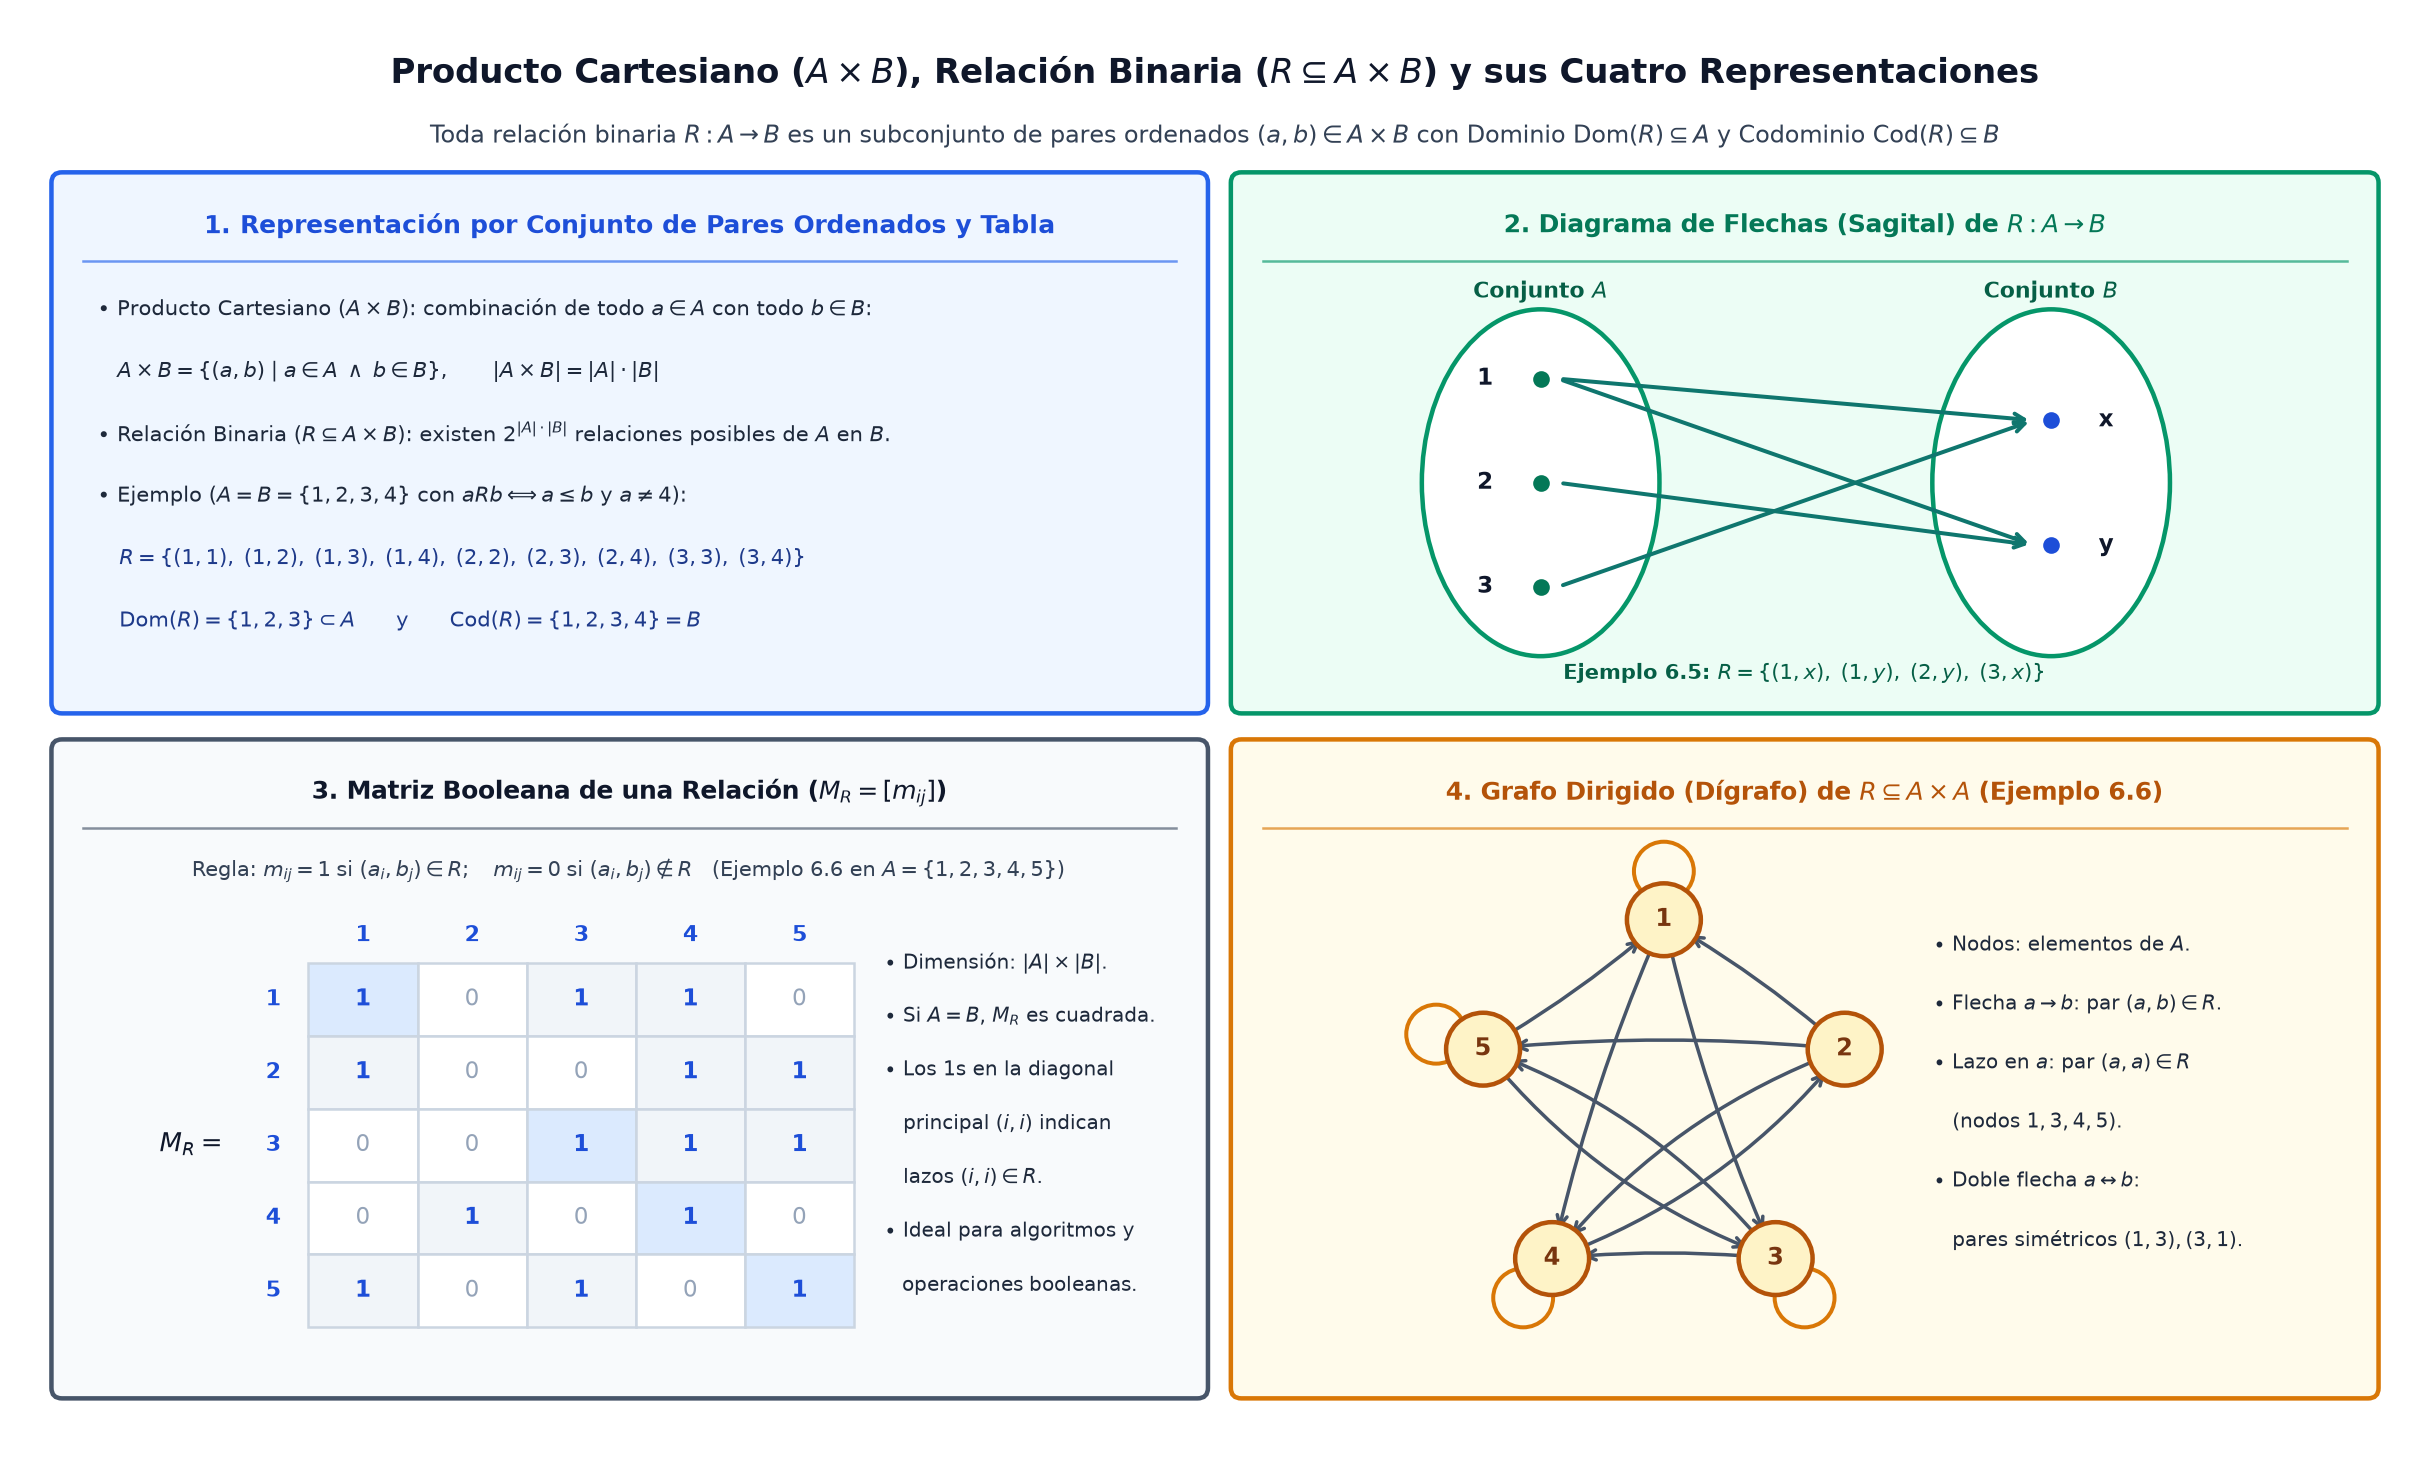 Producto Cartesiano (A × B), Relación Binaria (R ⊆ A × B) y sus Cuatro Representaciones
Toda relación binaria R : A → B es un subconjunto de pares ordenados (a, b) ∈ A × B con Dominio Dom(R) ⊆ A y Codominio Cod(R) ⊆ B
1. Representación por Conjunto de Pares Ordenados y Tabla
• Producto Cartesiano (A × B): combinación de todo a ∈ A con todo b ∈ B:
A × B = {(a, b) | a ∈ A ∧ b ∈ B}, |A × B| = |A| · |B|
• Relación Binaria (R ⊆ A × B): existen 2^{|A|·|B|} relaciones posibles de A en B.
• Ejemplo (A = B = {1, 2, 3, 4} con aRb ⟺ a ≤ b y a ≠ 4):
R = {(1, 1), (1, 2), (1, 3), (1, 4), (2, 2), (2, 3), (2, 4), (3, 3), (3, 4)}
Dom(R) = {1, 2, 3} ⊂ A y Cod(R) = {1, 2, 3, 4} = B
2. Diagrama de Flechas (Sagital) de R : A → B
Conjunto A Conjunto B
1
x
2
y
3
Ejemplo 6.5: R = {(1, x), (1, y), (2, y), (3, x)}
3. Matriz Booleana de una Relación (M_R = [m_{ij}])
Regla: m_{ij} = 1 si (a_i, b_j) ∈ R; m_{ij} = 0 si (a_i, b_j) ∉ R (Ejemplo 6.6 en A = {1, 2, 3, 4, 5})
1 2 3 4 5
1 1 0 1 1 0
2 1 0 0 1 1
M_R = 3 0 0 1 1 1
4 0 1 0 1 0
5 1 0 1 0 1
• Dimensión: |A| × |B|.
• Si A = B, M_R es cuadrada.
• Los 1s en la diagonal
principal (i, i) indican
lazos (i, i) ∈ R.
• Ideal para algoritmos y
operaciones booleanas.
4. Grafo Dirigido (Dígrafo) de R ⊆ A × A (Ejemplo 6.6)
1
5 2
4 3
• Nodos: elementos de A.
• Flecha a → b: par (a, b) ∈ R.
• Lazo en a: par (a, a) ∈ R
(nodos 1, 3, 4, 5).
• Doble flecha a ↔ b:
pares simétricos (1, 3), (3, 1).